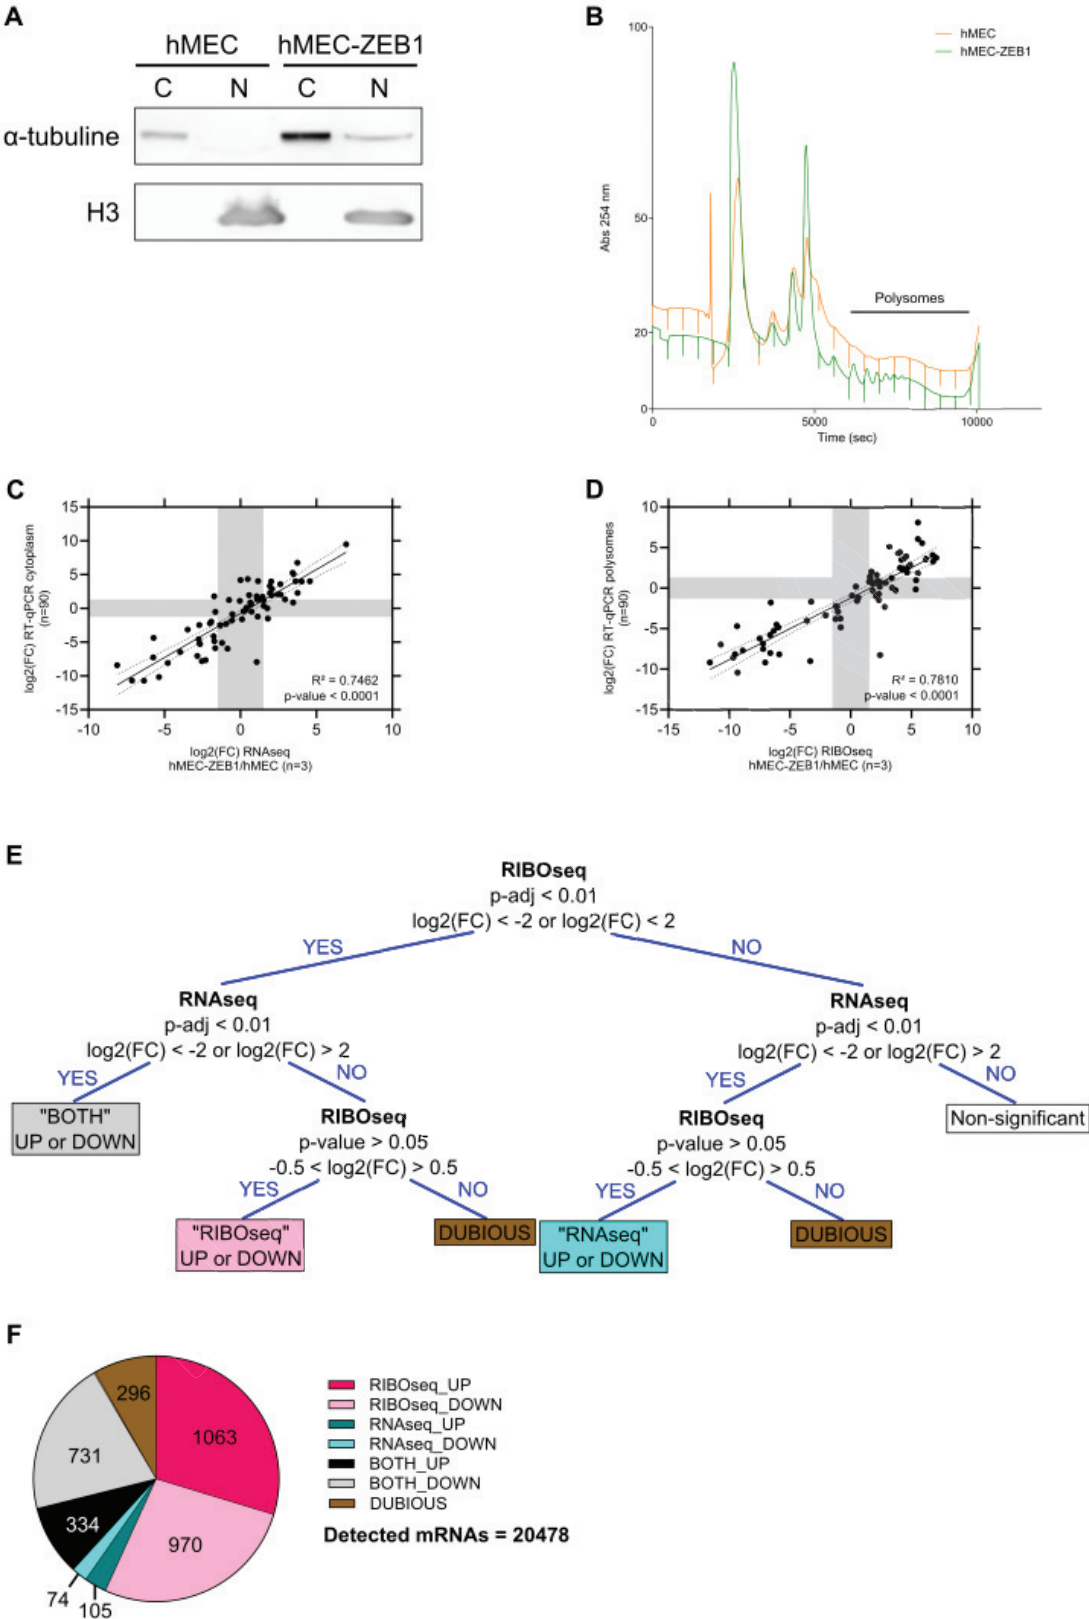 A
hMEC hMEC-ZEB1
C N C N
α-tubuline
H3
B
100
50
20
0
Abs 254 nm
hMEC
hMEC-ZEB1
Polysomes
0 5000 10000
Time (sec)
C
15
10
5
0
-5
-10
-15
log2(FC) RT-qPCR cytoplasm
(n=90)
R² = 0.7462
p-value < 0.0001
-10 -5 0 5 10
log2(FC) RNAseq
hMEC-ZEB1/hMEC (n=3)
D
10
5
0
-5
-10
-15
log2(FC) RT-qPCR polysomes
(n=90)
R² = 0.7810
p-value < 0.0001
-15 -10 -5 0 5 10
log2(FC) RIBOseq
hMEC-ZEB1/hMEC (n=3)
E
RIBOseq
p-adj < 0.01
log2(FC) < -2 or log2(FC) < 2
YES NO
RNAseq RNAseq
p-adj < 0.01 p-adj < 0.01
log2(FC) < -2 or log2(FC) > 2 log2(FC) < -2 or log2(FC) > 2
YES NO YES NO
"BOTH"
UP or DOWN
RIBOseq RIBOseq
Non-significant
p-value > 0.05 p-value > 0.05
-0.5 < log2(FC) > 0.5 -0.5 < log2(FC) > 0.5
YES NO YES NO
"RIBOseq"
UP or DOWN
DUBIOUS
"RNAseq"
UP or DOWN
DUBIOUS
F
296
1063
731
334
970
74
105
RIBOseq_UP
RIBOseq_DOWN
RNAseq_UP
RNAseq_DOWN
BOTH_UP
BOTH_DOWN
DUBIOUS
Detected mRNAs = 20478